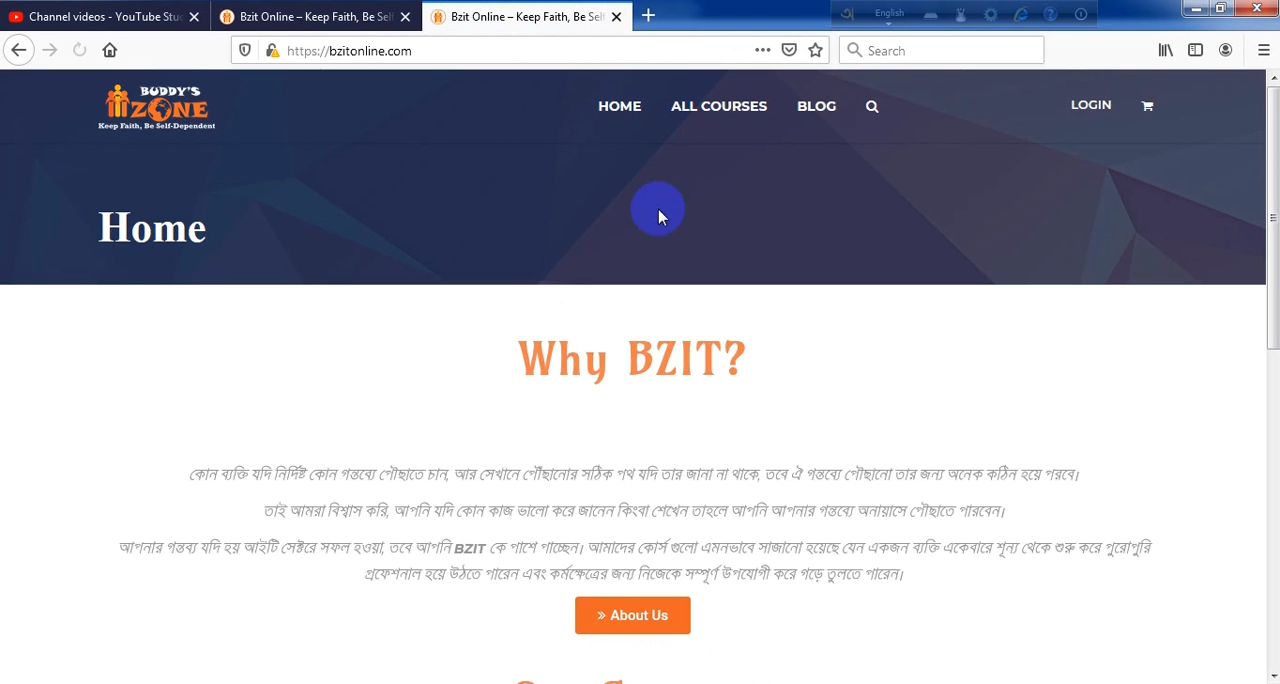 Channel videos - YouTube Stu
Bzit Online – Keep Faith, Be Sel
Bzit Online – Keep Faith, Be Sel
English
https://bzitonline.com
Search
BUDDY'S
ZONE
Keep Faith, Be Self-Dependent
HOME
ALL COURSES
BLOG
LOGIN
Home
Why BZIT?
কোন ব্যক্তি যদি নির্দিষ্ট কোন গন্তব্যে পৌছাতে চান, আর সেখানে পৌঁছানোর সঠিক পথ যদি তার জানা না থাকে, তবে ঐ গন্তব্যে পৌছানো তার জন্য অনেক কঠিন হয়ে পরবে।
তাই আমরা বিশ্বাস করি, আপনি যদি কোন কাজ ভালো করে জানেন কিংবা শেখেন তাহলে আপনি আপনার গন্তব্যে অনায়াসে পৌছাতে পারবেন।
আপনার গন্তব্য যদি হয় আইটি সেক্টরে সফল হওয়া, তবে আপনি BZIT কে পাশে পাচ্ছেন। আমাদের কোর্স গুলো এমনভাবে সাজানো হয়েছে যেন একজন ব্যক্তি একেবারে শূন্য থেকে শুরু করে পুরোপুরি
প্রফেশনাল হয়ে উঠতে পারেন এবং কর্মক্ষেত্রের জন্য নিজেকে সম্পূর্ণ উপযোগী করে গড়ে তুলতে পারেন।
» About Us